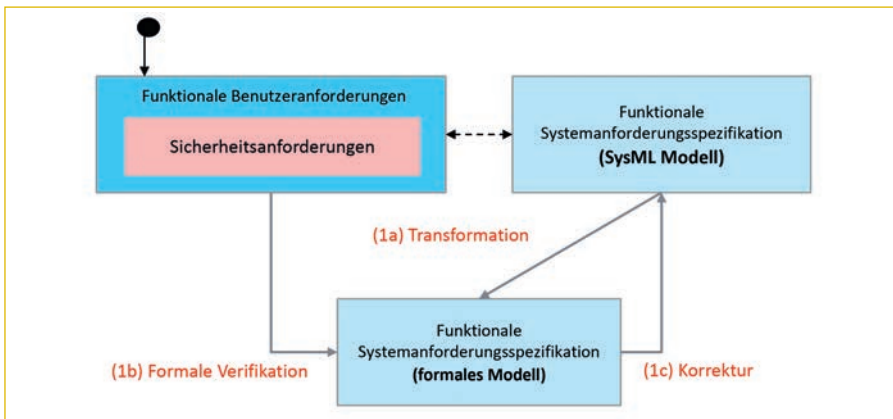 Funktionale Benutzeranforderungen
Sicherheitsanforderungen
Funktionale
Systemanforderungsspezifikation
(SysML Modell)
(1a) Transformation
Funktionale
Systemanforderungsspezifikation
(formales Modell)
(1b) Formale Verifikation
(1c) Korrektur